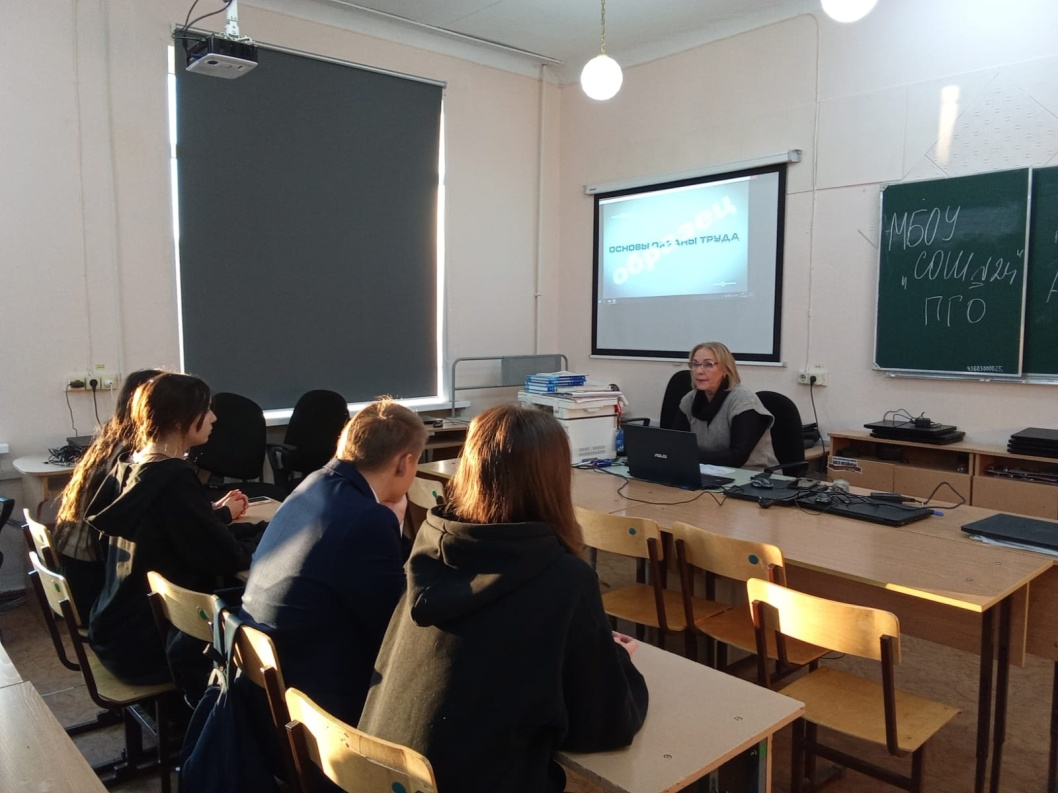 ОСНОВЫ ОХРАНЫ ТРУДА
образец
МБОУ
"СОШ №24"
ПГО
ASUS